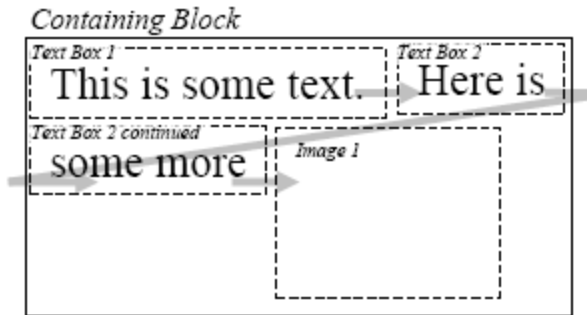 Containing Block
Text Box 1
This is some text.
Text Box 2
Here is
Text Box 2 continued
some more
Image 1